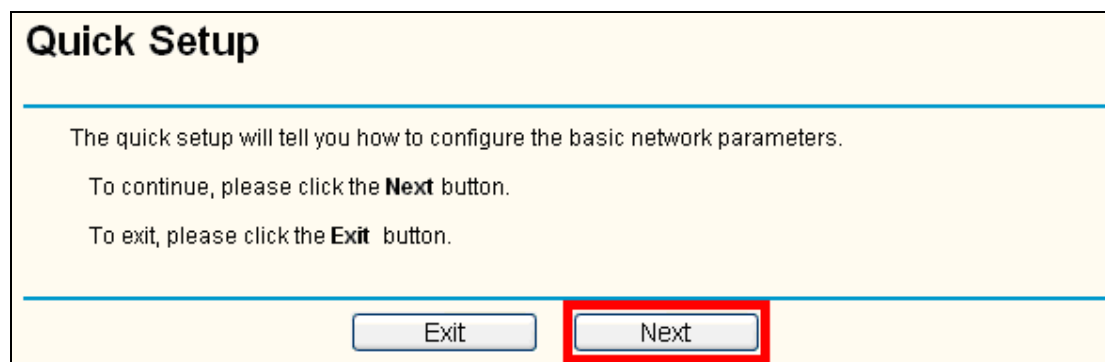 Quick Setup
The quick setup will tell you how to configure the basic network parameters.
To continue, please click the Next button.
To exit, please click the Exit button.
Exit
Next